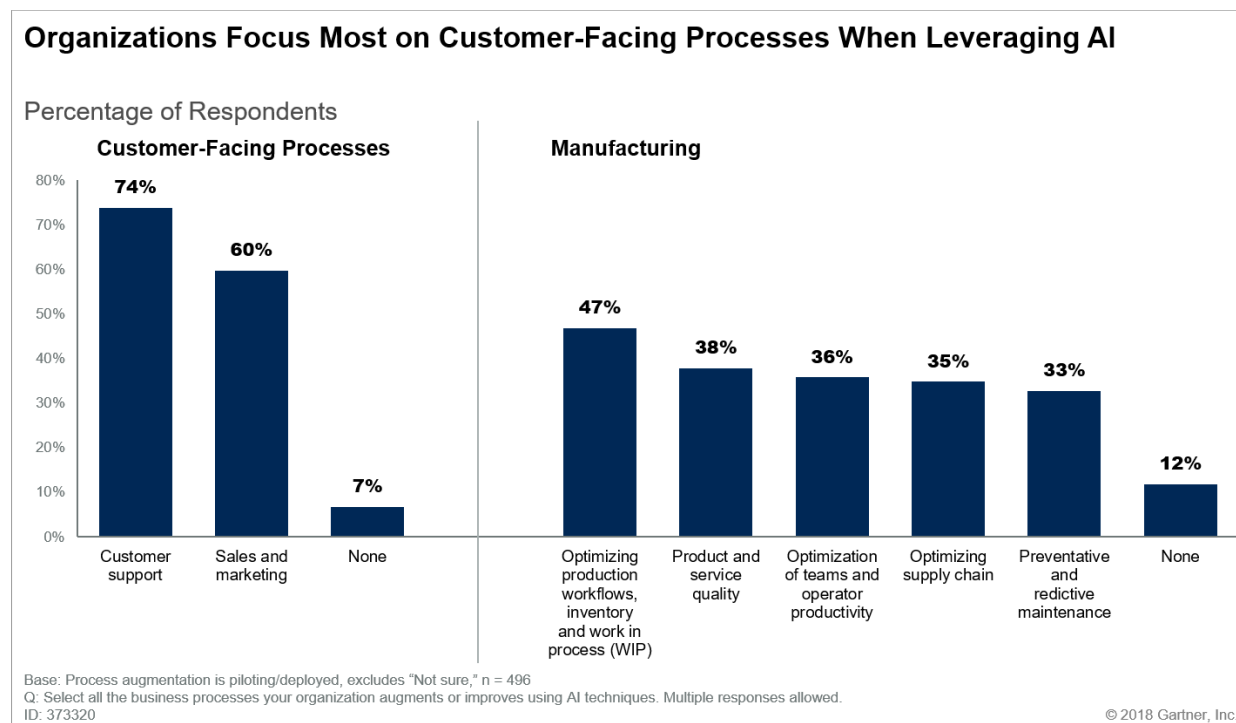 Organizations Focus Most on Customer-Facing Processes When Leveraging AI
Percentage of Respondents
Customer-Facing Processes
80%
70%
60%
50%
40%
30%
20%
10%
0%
74%
60%
7%
Customer
support
Sales and
marketing
None
Manufacturing
47%
38%
36%
35%
33%
12%
Optimizing
production
workflows,
inventory
and work in
process (WIP)
Product and
service
quality
Optimization
of teams and
operator
productivity
Optimizing
supply chain
Preventative
and
redictive
maintenance
None
Base: Process augmentation is piloting/deployed, excludes “Not sure,” n = 496
Q: Select all the business processes your organization augments or improves using AI techniques. Multiple responses allowed.
ID: 373320
© 2018 Gartner, Inc